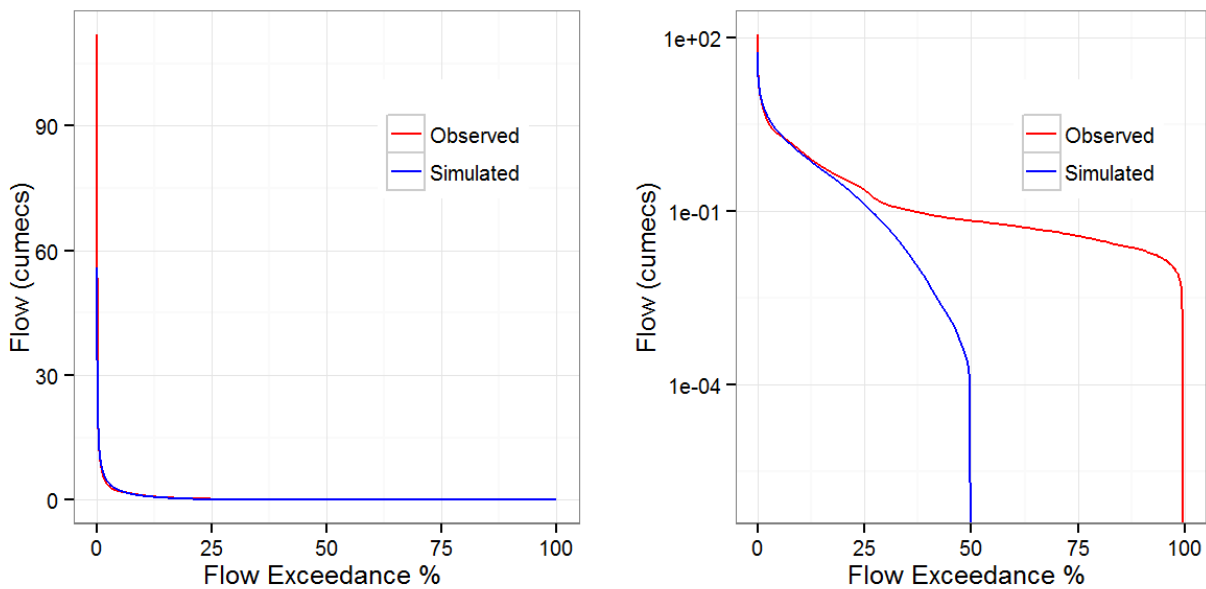 90
60
30
0
Flow (cumecs)
Observed
Simulated
0
25
50
75
100
Flow Exceedance %
1e+02
1e-01
1e-04
Flow (cumecs)
Observed
Simulated
0
25
50
75
100
Flow Exceedance %